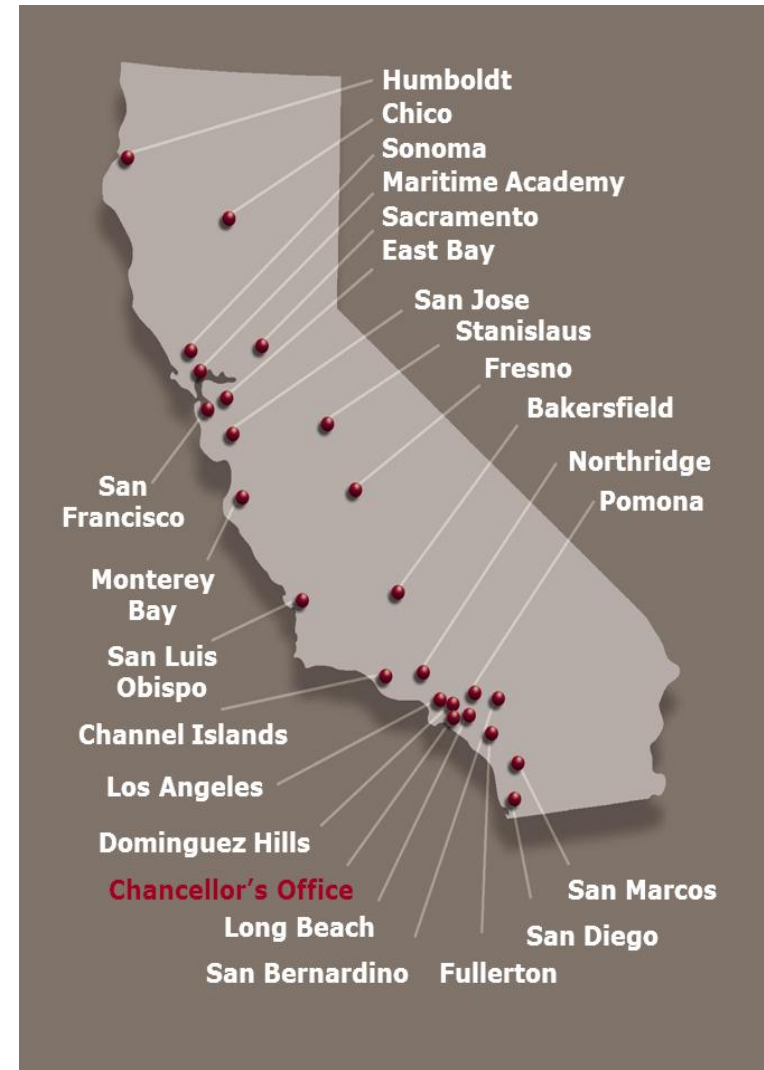 Humboldt
Chico
Sonoma
Maritime Academy
Sacramento
East Bay
San Jose
Stanislaus
Fresno
Bakersfield
Northridge
Pomona
San
Francisco
Monterey
Bay
San Luis
Obispo
Channel Islands
Los Angeles
Dominguez Hills
Chancellor's Office
Long Beach
San Bernardino
Fullerton
San Diego
San Marcos